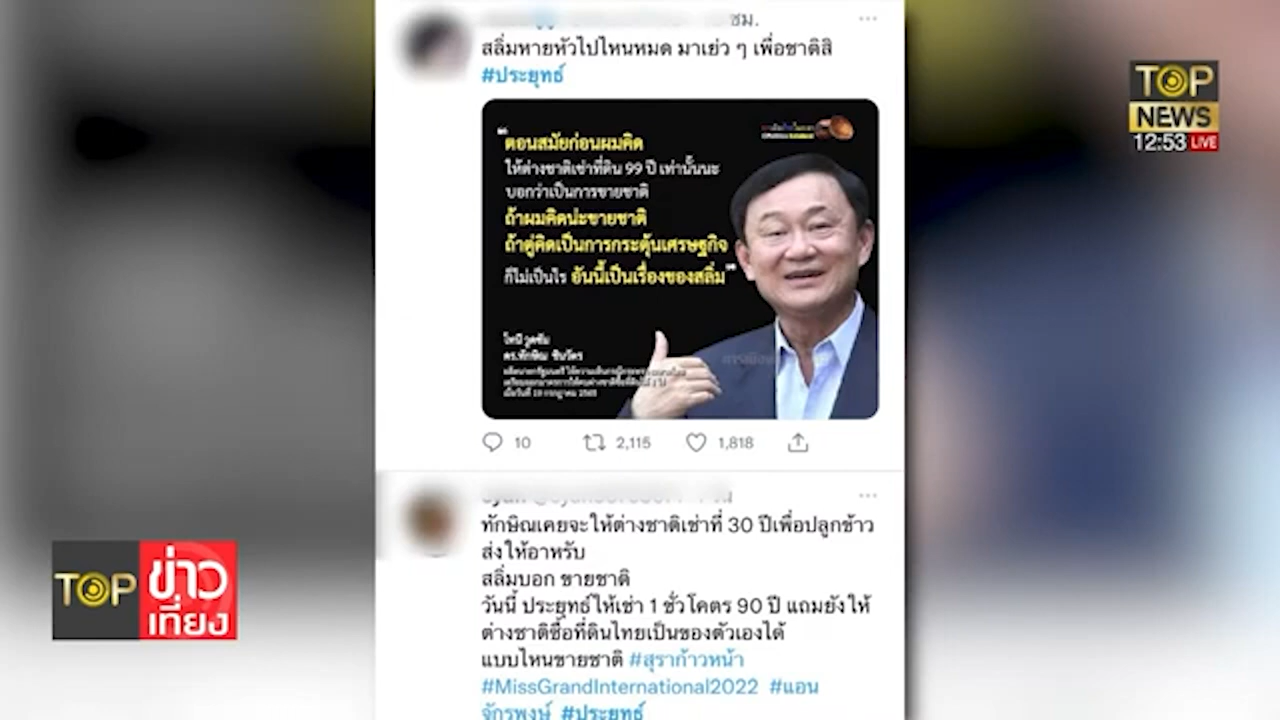 ชม.
สลิ่มหายหัวไปไหนหมด มาเย่ว ๆ เพื่อชาติสิ
#ประยุทธ์
TOP
NEWS
12:53 LIVE
"ตอนสมัยก่อนผมคิด
ให้ต่างชาติเช่าที่ดิน 99 ปี เท่านั้นนะ
บอกว่าเป็นการขายชาติ
ถ้าผมคิดน่ะขายชาติ
ถ้าตู่คิดเป็นการกระตุ้นเศรษฐกิจ
ก็ไม่เป็นไร อันนี้เป็นเรื่องของสลิ่ม"
โทนี วูดซัม
ดร.ทักษิณ ชินวัตร
10 2,115 1,818
ทักษิณเคยจะให้ต่างชาติเช่าที่ 30 ปีเพื่อปลูกข้าว
ส่งให้อาหรับ
สลิ่มบอก ขายชาติ
วันนี้ ประยุทธ์ให้เช่า 1 ชั่วโคตร 90 ปี แถมยังให้
ต่างชาติซื้อที่ดินไทยเป็นของตัวเองได้
แบบไหนขายชาติ #สุราก้าวหน้า
#MissGrandInternational2022 #แอน
จักรพงษ์ #ประยุทธ์
TOP ข่าว
เที่ยง